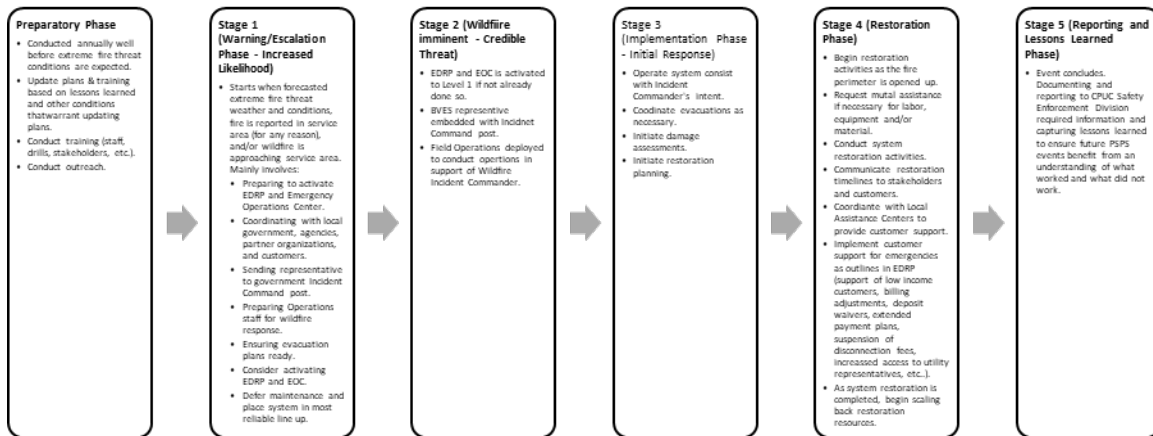 Preparatory Phase
• Conducted annually well
before extreme fire threat
conditions are expected.
• Update plans & training
based on lessons learned
and other conditions
thatwarrant updating
plans.
• Conduct training (staff,
drills, stakeholders, etc.).
• Conduct outreach.
Stage 1
(Warning/Escalation
Phase - Increased
Likelihood)
• Starts when forecasted
extreme fire threat
weather and conditions,
fire is reported in service
area (for any reason),
and/or wildfire is
approaching service area.
Mainly involves:
• Preparing to activate
EDRP and Emergency
Operations Center.
• Coordinating with local
government, agencies,
partner organizations,
and customers.
• Sending representative
to government Incident
Command post.
• Preparing Operations
staff for wildfire
response.
• Ensuring evacuation
plans ready.
• Consider activating
EDRP and EOC.
• Defer maintenance and
place system in most
reliable line up.
Stage 2 (Wildfiire
imminent - Credible
Threat)
• EDRP and EOC is activated
to Level 1 if not already
done so.
• BVES representive
embedded with Incidnet
Command post.
• Field Operations deployed
to conduct opertions in
support of Wildfire
Incident Commander.
Stage 3
(Implementation Phase
- Initial Response)
• Operate system consist
with Incident
Commander's intent.
• Coodinate evacuations as
necessary.
• Initiate damage
assessments.
• Initiate restoration
planning.
Stage 4 (Restoration
Phase)
• Begin restoration
activities as the fire
perimeter is opened up.
• Request mutal assistance
if necessary for labor,
equipment and/or
material.
• Conduct system
restoration activities.
• Communicate restoration
timelines to stakeholders
and customers.
• Coordiante with Local
Assistance Centers to
provide customer support.
• Implement customer
support for emergencies
as outlines in EDRP
(support of low income
customers, billing
adjustments, deposit
waivers, extended
payment plans,
suspension of
disconnection fees,
increassed access to utility
representatives, etc..).
• As system restoration is
completed, begin scaling
back restoration
resources.
Stage 5 (Reporting and
Lessons Learned
Phase)
• Event concludes.
Documenting and
reporting to CPUC Safety
Enforcement Division
required information and
capturing lessons learned
to ensure future PSPS
events benefit from an
understanding of what
worked and what did not
work.